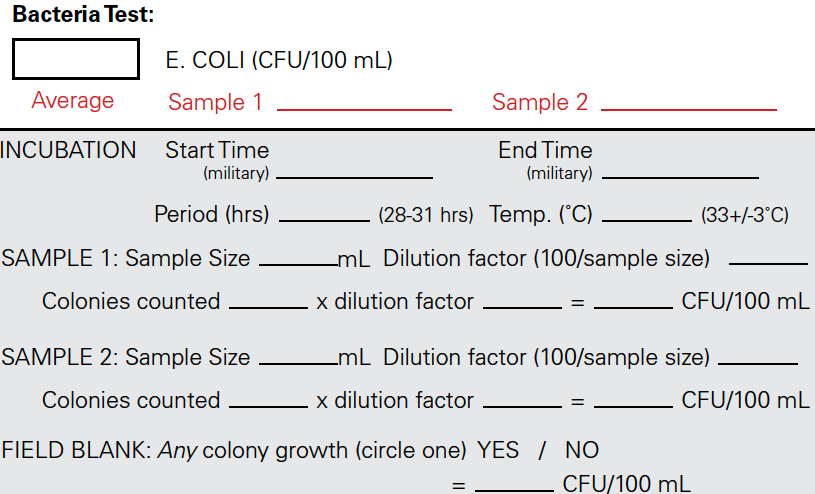 Bacteria Test:
E. COLI (CFU/100 mL)
Average Sample 1 ________ Sample 2 ________
INCUBATION Start Time (military) ________ End Time (military) ________
Period (hrs) ______ (28-31 hrs) Temp. (˚C) ______ (33+/-3˚C)
SAMPLE 1: Sample Size ______mL Dilution factor (100/sample size) ______
Colonies counted ______ x dilution factor ______ = ______ CFU/100 mL
SAMPLE 2: Sample Size ______mL Dilution factor (100/sample size) ______
Colonies counted ______ x dilution factor ______ = ______ CFU/100 mL
FIELD BLANK: Any colony growth (circle one) YES / NO
= ______ CFU/100 mL